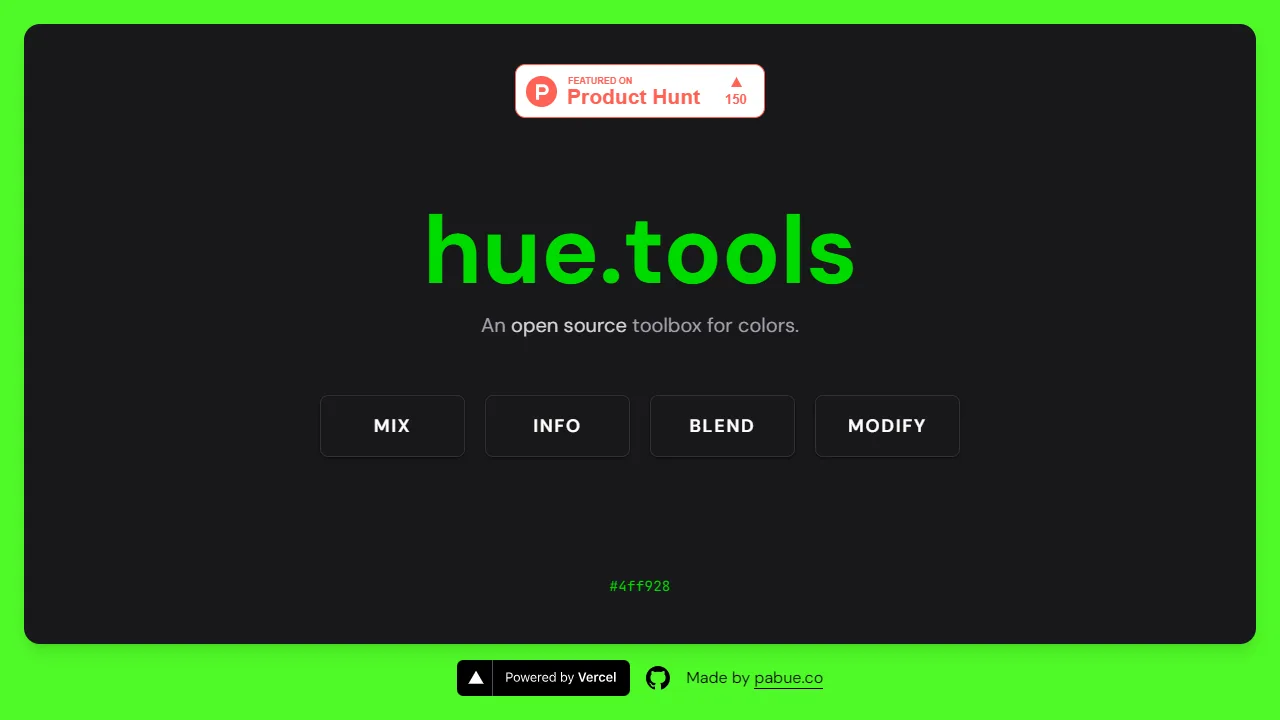 P FEATURED ON
Product Hunt
150
hue.tools
An open source toolbox for colors.
MIX
INFO
BLEND
MODIFY
#4ff928
Powered by Vercel
Made by pabue.co